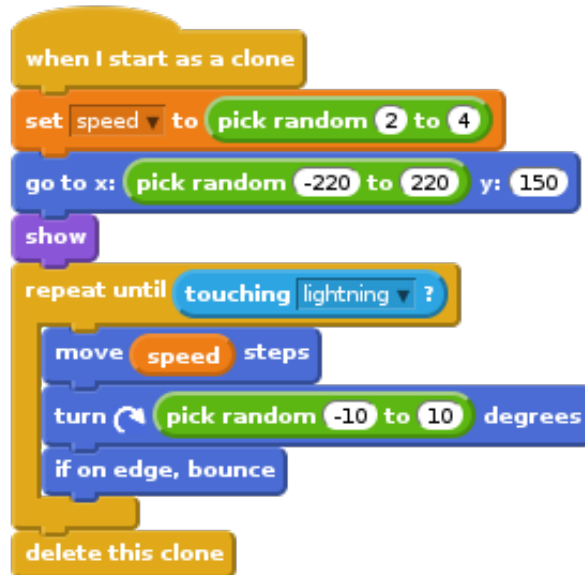 when I start as a clone
set speed to pick random 2 to 4
go to x: pick random -220 to 220 y: 150
show
repeat until touching lightning ?
move speed steps
turn pick random -10 to 10 degrees
if on edge, bounce
delete this clone